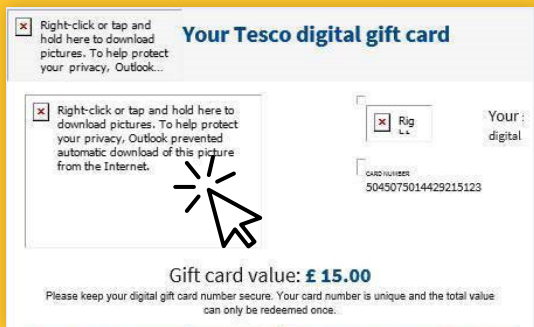 Right-click or tap and
hold here to download
pictures. To help protect
your privacy, Outlook...
Your Tesco digital gift card
Right-click or tap and hold here to
download pictures. To help protect
your privacy, Outlook prevented
automatic download of this picture
from the Internet.
Rig
Your
digital
CARD NUMBER
5045075014429215123
Gift card value: £ 15.00
Please keep your digital gift card number secure. Your card number is unique and the total value
can only be redeemed once.